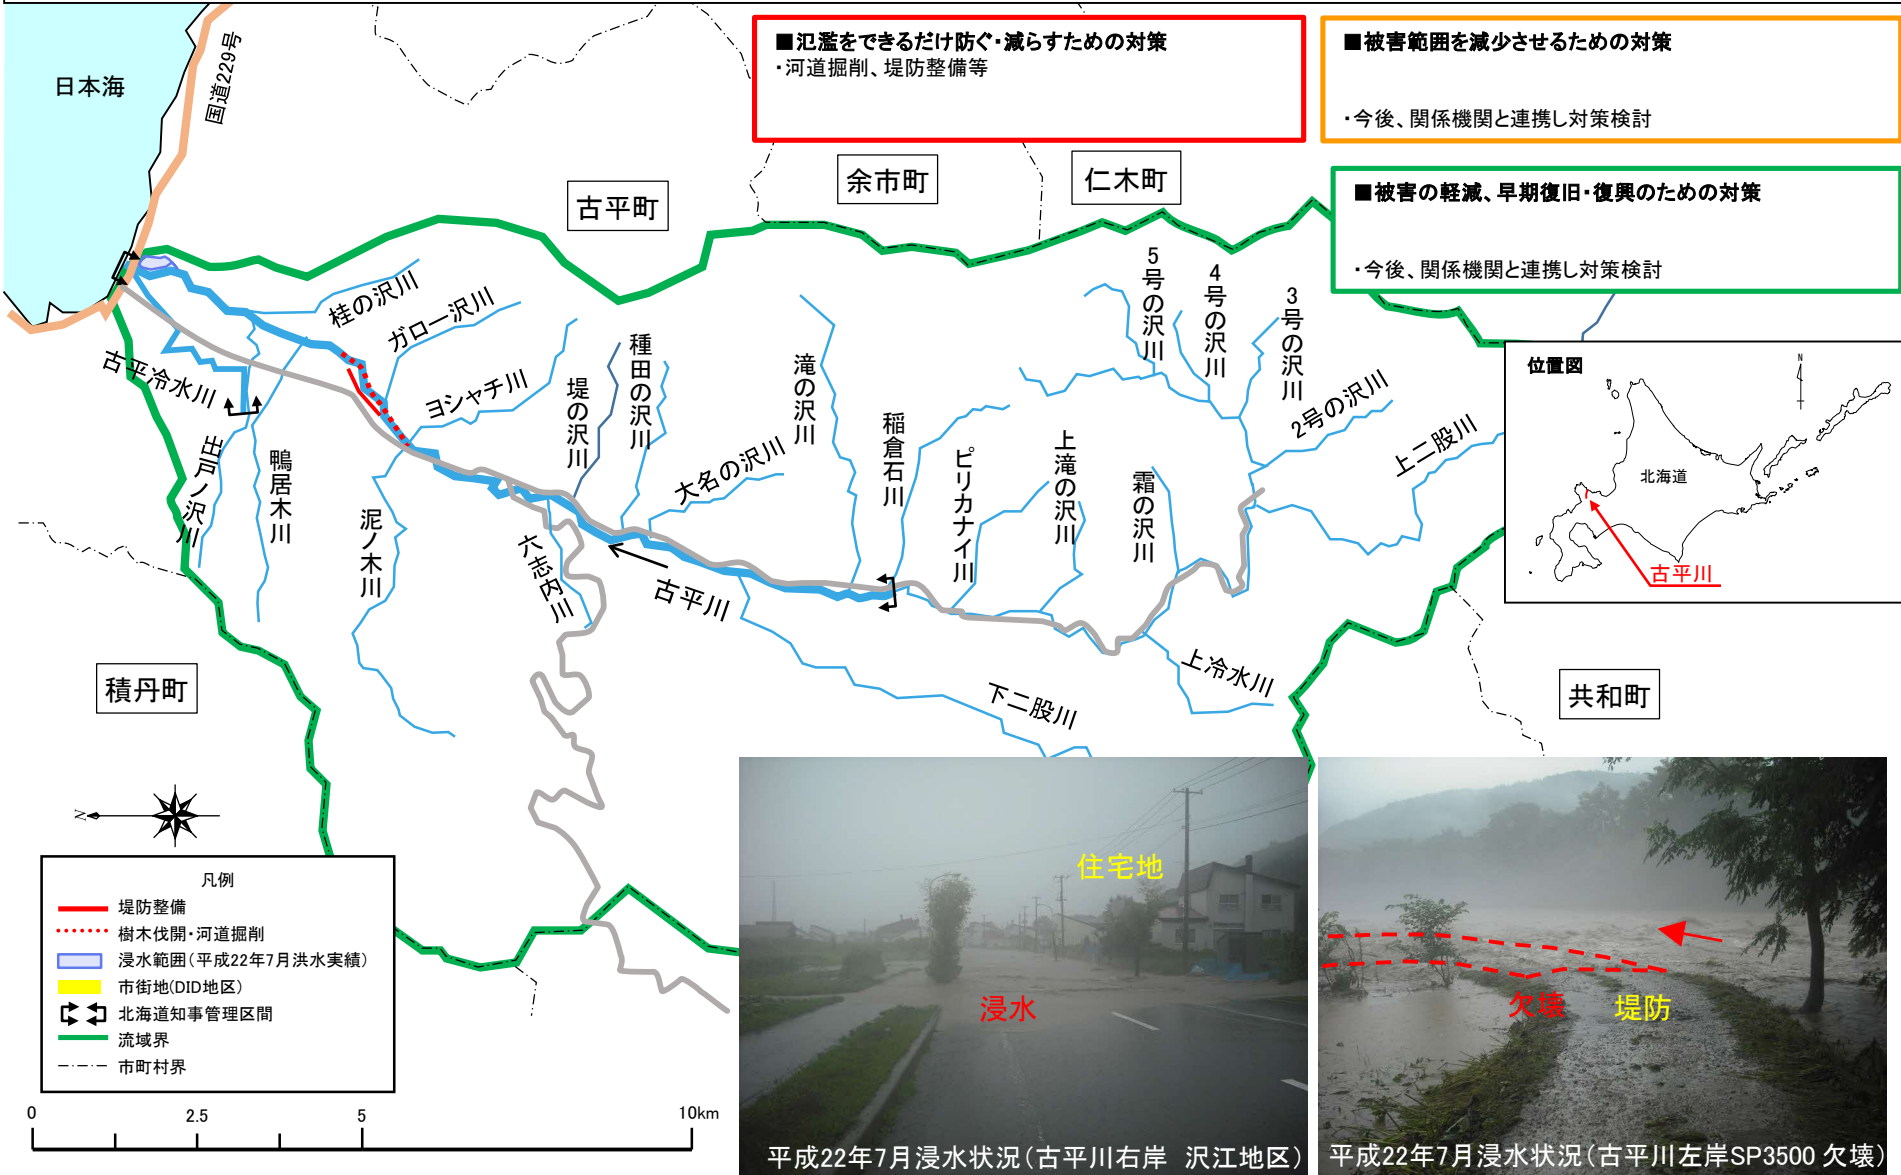 ■氾濫をできるだけ防ぐ・減らすための対策
・河道掘削、堤防整備等
■被害範囲を減少させるための対策
・今後、関係機関と連携し対策検討
■被害の軽減、早期復旧・復興のための対策
・今後、関係機関と連携し対策検討
日本海
国道229号
古平町
余市町
仁木町
積丹町
共和町
桂の沢川
ガロー沢川
ヨシャチ川
堤の沢川
種田の沢川
大名の沢川
滝の沢川
稲倉石川
ピリカナイ川
上滝の沢川
霜の沢川
5号の沢川
4号の沢川
3号の沢川
2号の沢川
上二股川
古平冷水川
出戸ノ沢川
鴨居木川
泥ノ木川
六志内川
古平川
下二股川
上冷水川
位置図
N
北海道
古平川
N
凡例
堤防整備
樹木伐開・河道掘削
浸水範囲(平成22年7月洪水実績)
市街地(DID地区)
北海道知事管理区間
流域界
市町村界
0 2.5 5 10km
住宅地
浸水
平成22年7月浸水状況(古平川右岸 沢江地区)
欠壊
堤防
平成22年7月浸水状況(古平川左岸SP3500 欠壊)